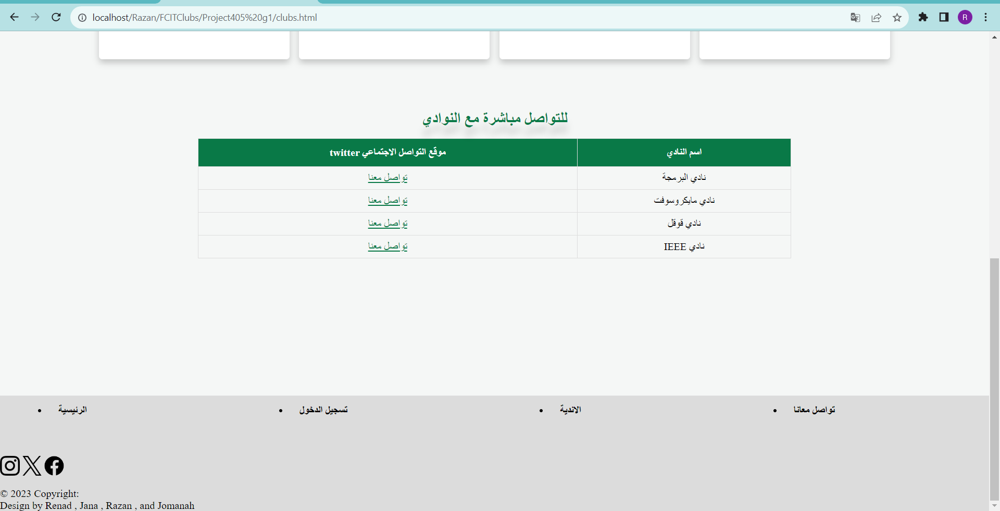 localhost/Razan/FCITClubs/Project405%20g1/clubs.html
R
للتواصل مباشرة مع النوادي
اسم النادي
موقع التواصل الاجتماعي twitter
نادي البرمجة
تواصل معنا
نادي مايكروسوفت
تواصل معنا
نادي قوقل
تواصل معنا
نادي IEEE
تواصل معنا
الرئيسية
تسجيل الدخول
الاندية
تواصل معانا
© 2023 Copyright:
Design by Renad , Jana , Razan , and Jomanah